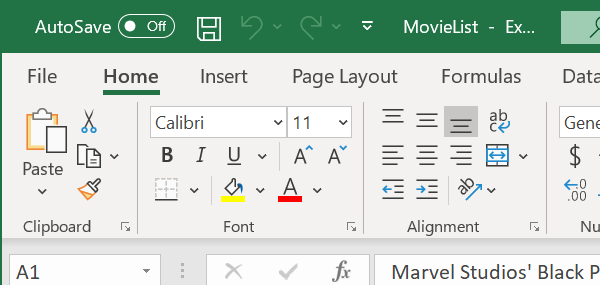 AutoSave Off MovieList - Ex...
File Home Insert Page Layout Formulas Data
Calibri 11 ab Gene
Paste B I U A A c $
A ab .0 .00
Clipboard Font Alignment Nu
A1 fx Marvel Studios' Black P